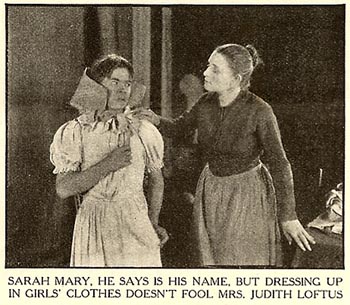 SARAH MARY, HE SAYS IS HIS NAME, BUT DRESSING UP
IN GIRLS' CLOTHES DOESN'T FOOL MRS. JUDITH LOFTUS